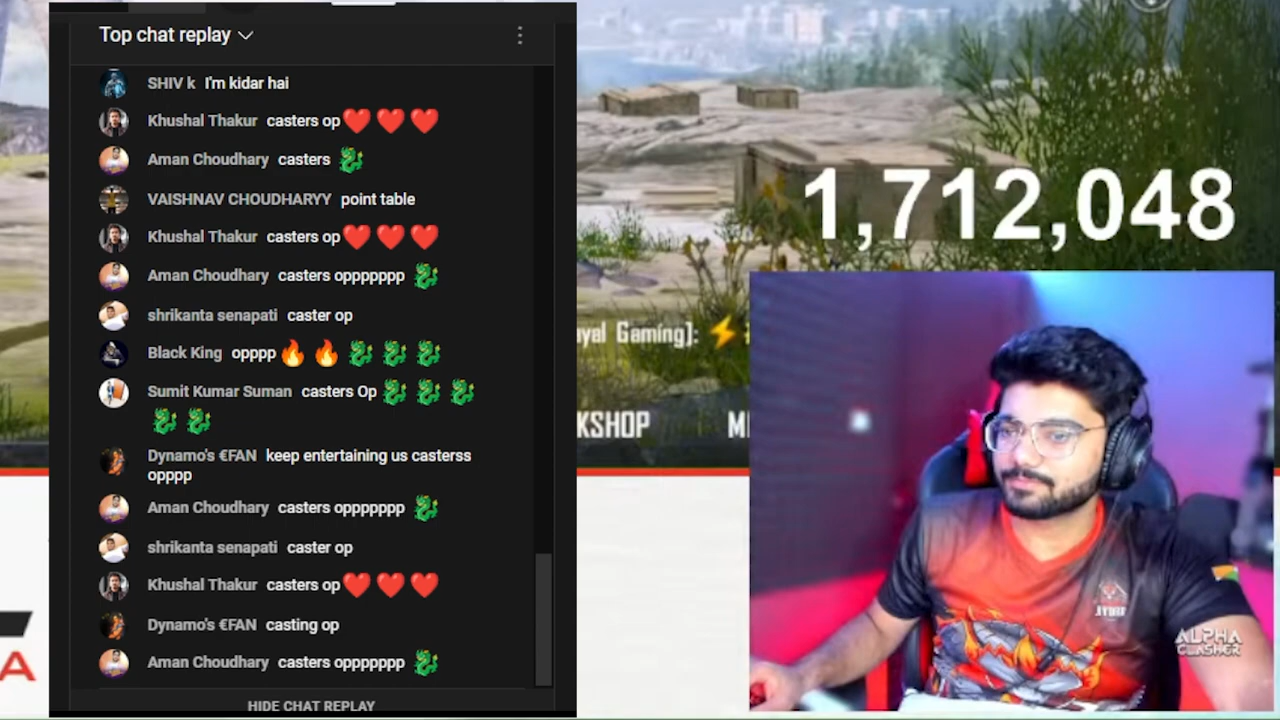 Top chat replay
SHIV k I'm kidar hai
Khushal Thakur casters op❤️❤️❤️
Aman Choudhary casters 🐉
VAISHNAV CHOUDHARYY point table
Khushal Thakur casters op❤️❤️❤️
Aman Choudhary casters opppppppp 🐉
shrikanta senapati caster op
Black King opppp🔥🔥🐉🐉🐉
Sumit Kumar Suman casters Op🐉🐉🐉
🐉🐉
Dynamo's €FAN keep entertaining us casterss
opppp
Aman Choudhary casters opppppppp 🐉
shrikanta senapati caster op
Khushal Thakur casters op❤️❤️❤️
Dynamo's €FAN casting op
Aman Choudhary casters opppppppp 🐉
HIDE CHAT REPLAY
1,712,048
yal Gaming]: ⚡
KSHOP
M
ALPHA
CLASHER
A